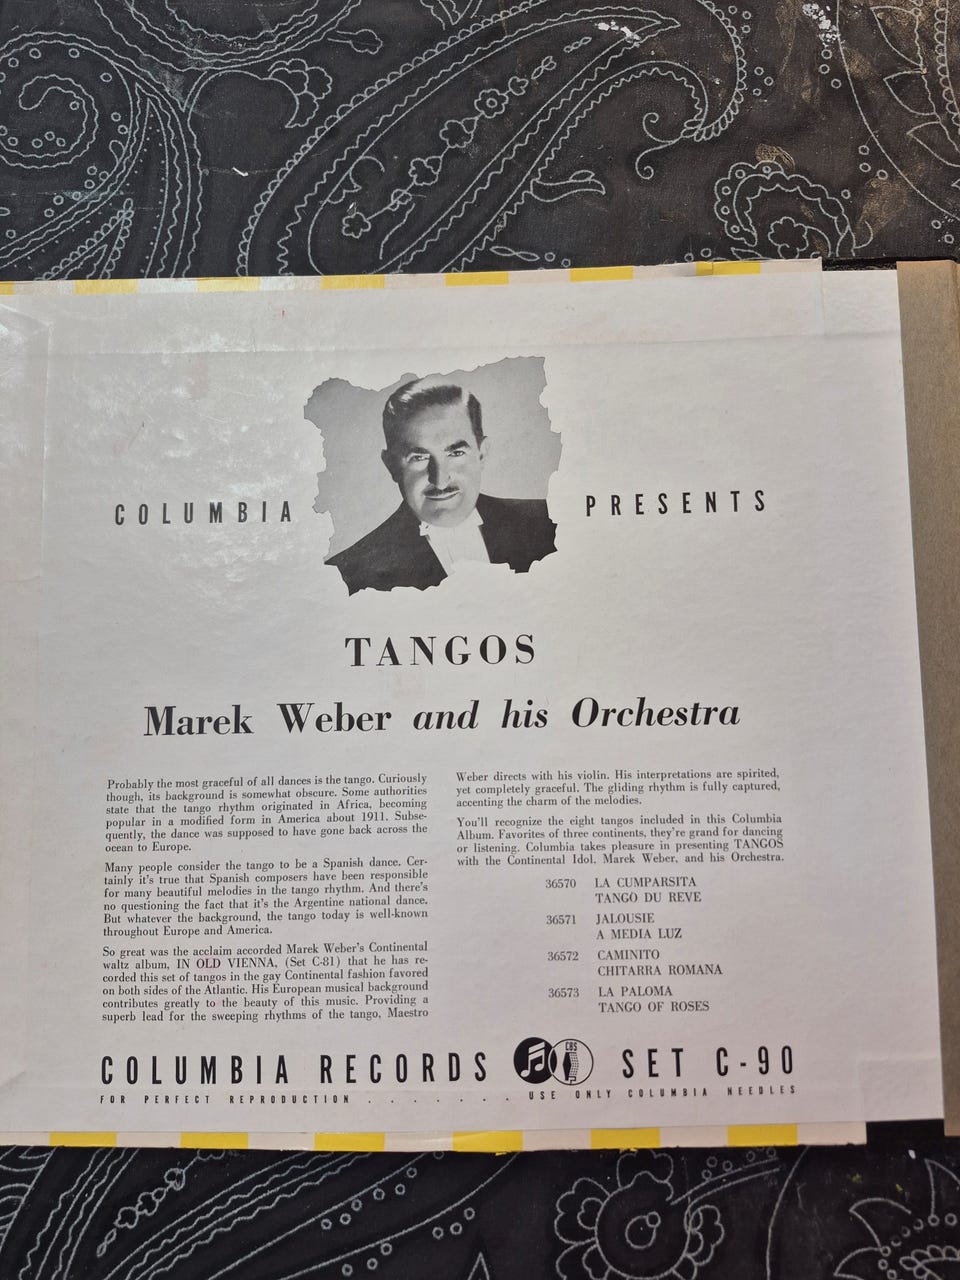 COLUMBIA PRESENTS
TANGOS
Marek Weber and his Orchestra
Probably the most graceful of all dances is the tango. Curiously
though, its background is somewhat obscure. Some authorities
state that the tango rhythm originated in Africa, becoming
popular in a modified form in America about 1911. Subse-
quently, the dance was supposed to have gone back across the
ocean to Europe.
Many people consider the tango to be a Spanish dance. Cer-
tainly it's true that Spanish composers have been responsible
for many beautiful melodies in the tango rhythm. And there's
no questioning the fact that it's the Argentine national dance.
But whatever the background, the tango today is well-known
throughout Europe and America.
So great was the acclaim accorded Marek Weber's Continental
waltz album, IN OLD VIENNA, (Set C-81) that he has re-
corded this set of tangos in the gay Continental fashion favored
on both sides of the Atlantic. His European musical background
contributes greatly to the beauty of this music. Providing a
superb lead for the sweeping rhythms of the tango, Maestro
Weber directs with his violin. His interpretations are spirited,
yet completely graceful. The gliding rhythm is fully captured,
accenting the charm of the melodies.
You'll recognize the eight tangos included in this Columbia
Album. Favorites of three continents, they're grand for dancing
or listening. Columbia takes pleasure in presenting TANGOS
with the Continental Idol, Marek Weber, and his Orchestra.
36570 LA CUMPARSITA
TANGO DU REVE
36571 JALOUSIE
A MEDIA LUZ
36572 CAMINITO
CHITARRA ROMANA
36573 LA PALOMA
TANGO OF ROSES
COLUMBIA RECORDS CBS SET C-90
FOR PERFECT REPRODUCTION . . . . . . . USE ONLY COLUMBIA NEEDLES